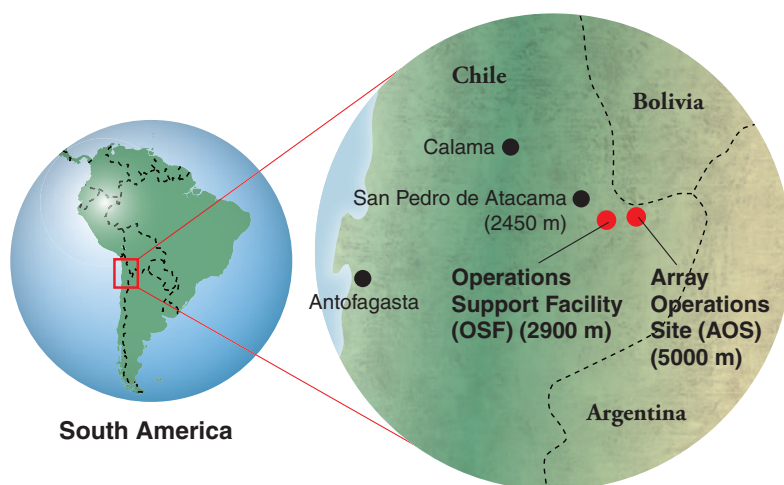 Chile
Bolivia
Calama
San Pedro de Atacama
(2450 m)
Antofagasta
Operations
Support Facility
(OSF) (2900 m)
Array
Operations
Site (AOS)
(5000 m)
Argentina
South America